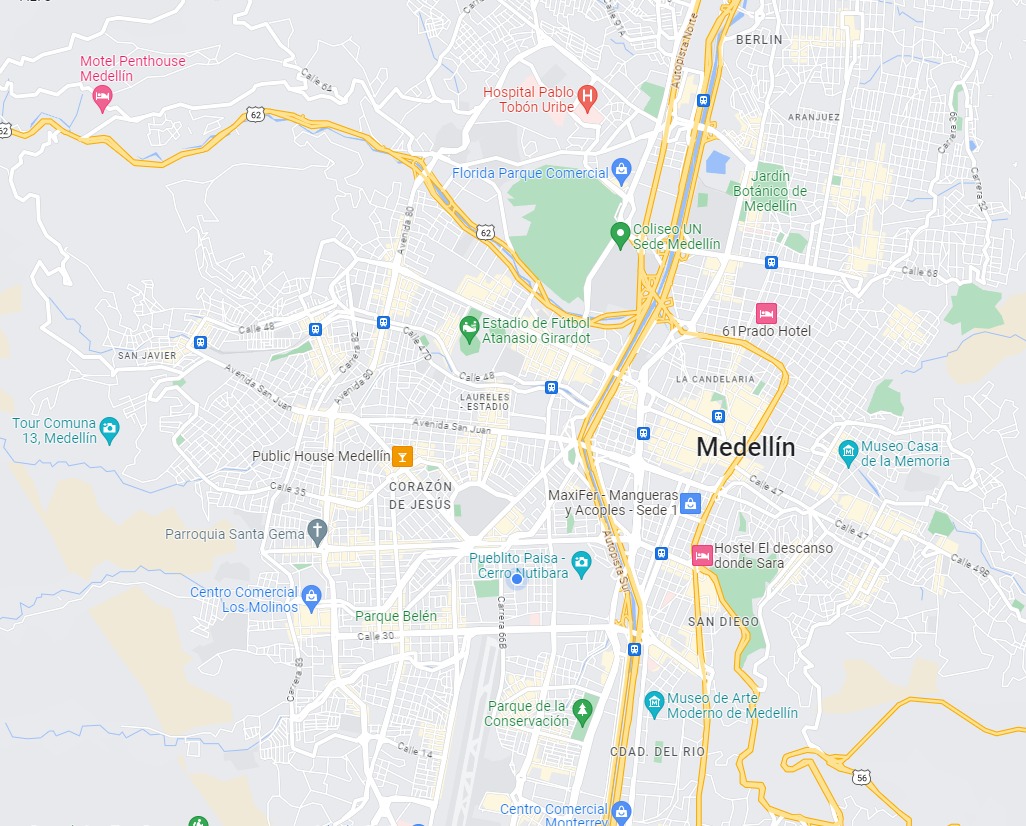 BERLIN
Calle 91A
Autopista Norte
Motel Penthouse
Medellín
Calle 64
62
Hospital Pablo
Tobón Uribe
ARANJUEZ
Carrera 39
62
Florida Parque Comercial
Jardín
Botánico de
Medellín
Carrera 32
Avenida 80
62
Coliseo UN
Sede Medellín
Calle 68
61Prado Hotel
Estadio de Fútbol
Atanasio Girardot
Calle 48
Calle 47D
Carrera 82
SAN JAVIER
Avenida 80
Avenida San Juan
Calle 48
LA CANDELARIA
LAURELES
- ESTADIO
Tour Comuna
13, Medellín
Avenida San Juan
Medellín
Museo Casa
de la Memoria
Public House Medellín
CORAZÓN
DE JESÚS
Calle 35
Calle 47
MaxiFer - Mangueras
y Acoples - Sede 1
Calle 47
Parroquia Santa Gema
Autopista Sur
Hostel El descanso
donde Sara
Pueblito Paisa -
Cerro Nutibara
Calle 49B
Centro Comercial
Los Molinos
Parque Belén
Carrera 66B
SAN DIEGO
Calle 30
Carrera 83
Parque de la
Conservación
Museo de Arte
Moderno de Medellín
Calle 14
CDAD. DEL RIO
56
Centro Comercial
Monterrey